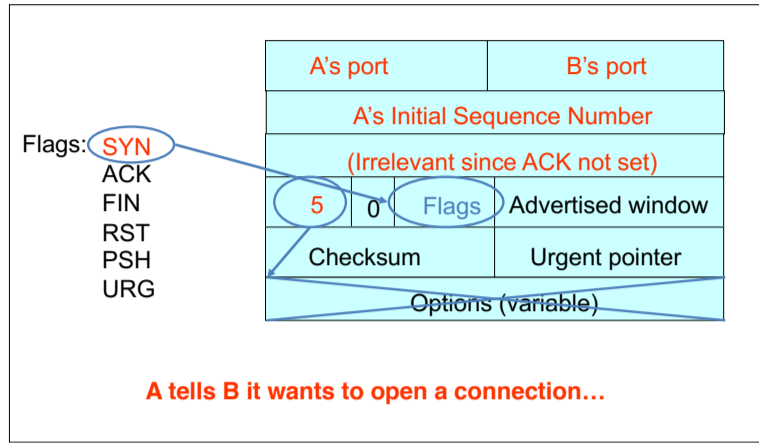 A's port B's port
A's Initial Sequence Number
Flags: SYN
(Irrelevant since ACK not set)
ACK
FIN
5 0 Flags Advertised window
RST
PSH
Checksum Urgent pointer
URG
Options (variable)
A tells B it wants to open a connection…